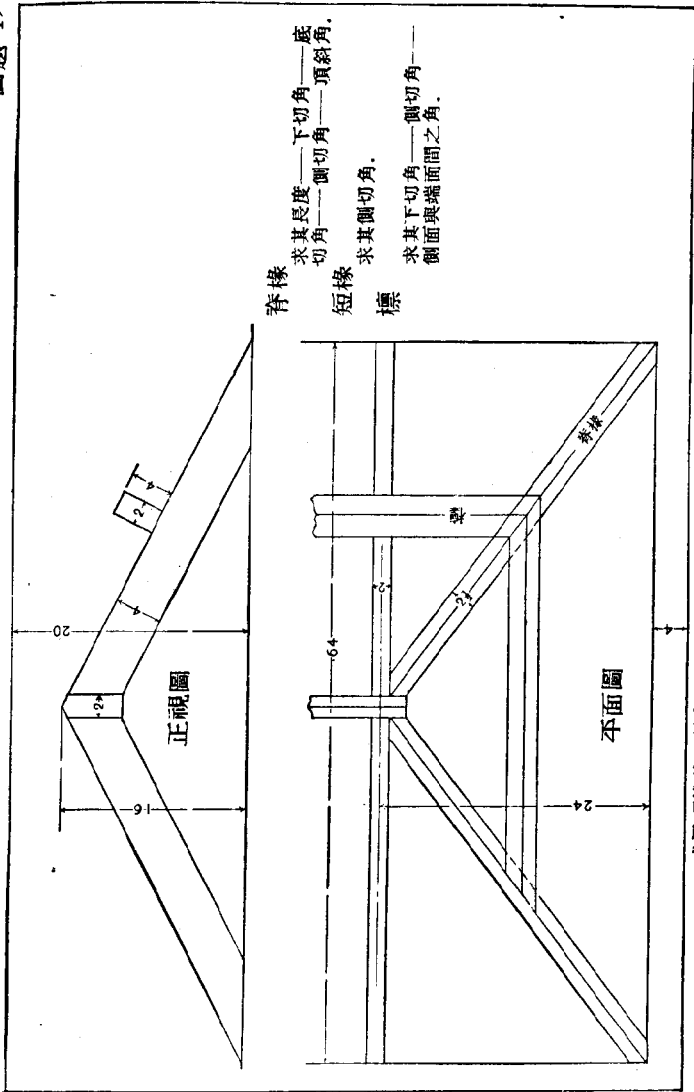 脊椽
求其長度——下切角——底
切角——側切角——頂斜角.
短椽
求其側切角.
標
求其下切角——側切角——
側面與端面間之角.
正視圖
20
16
2
4
2
4
平面圖
64
2
2
24
4
脊椽